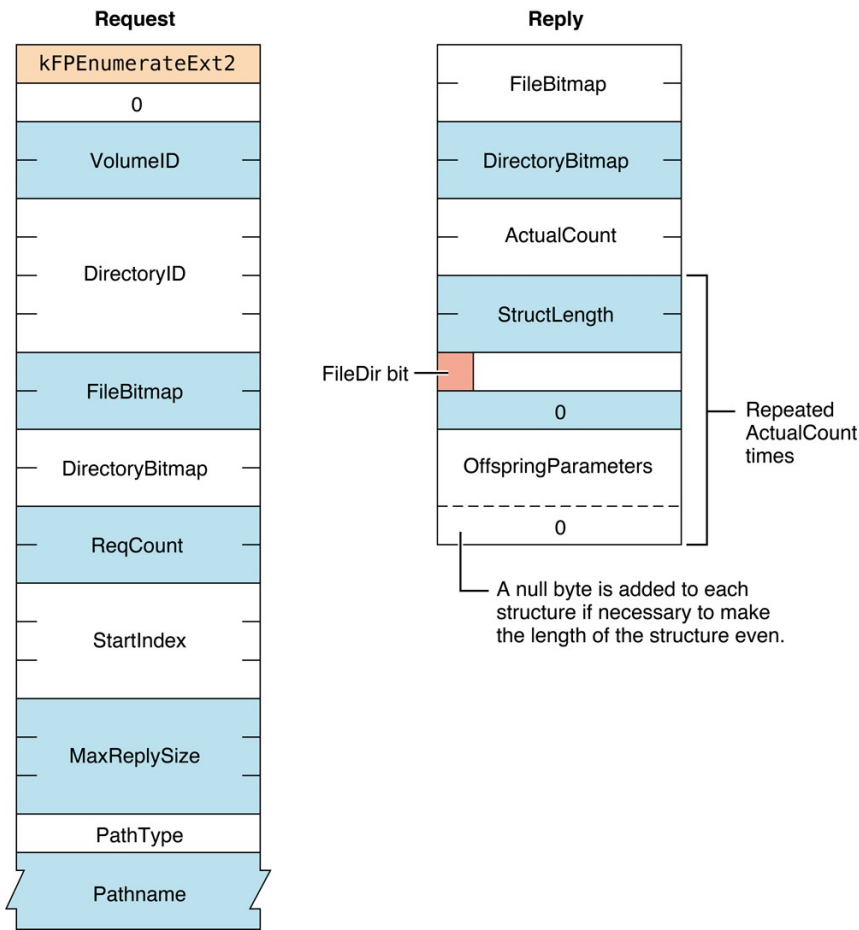 Request
kFPEnumerateExt2
0
VolumeID
DirectoryID
FileBitmap
DirectoryBitmap
ReqCount
StartIndex
MaxReplySize
PathType
Pathname
Reply
FileBitmap
DirectoryBitmap
ActualCount
StructLength
FileDir bit
0
OffspringParameters
0
Repeated
ActualCount
times
A null byte is added to each
structure if necessary to make
the length of the structure even.